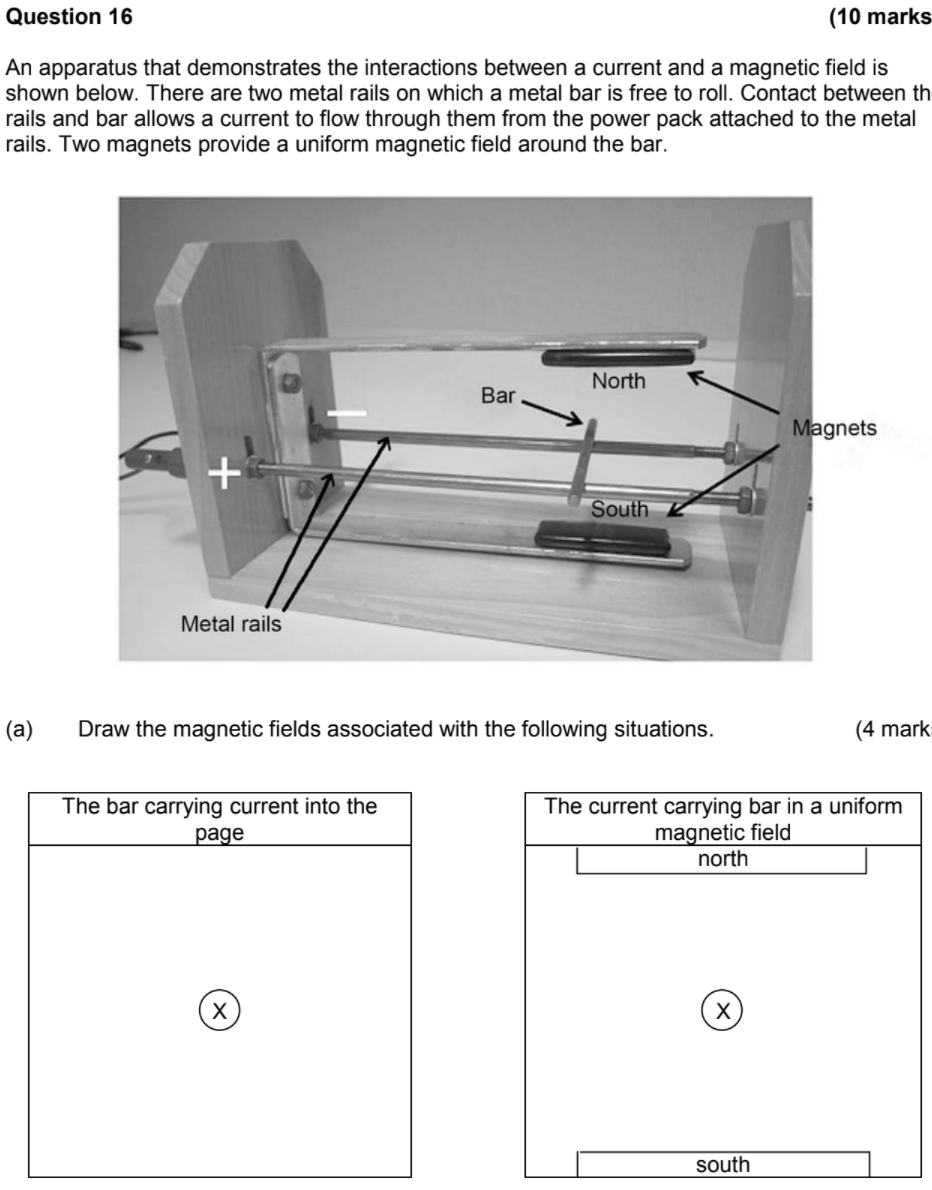 Question 16 (10 marks
An apparatus that demonstrates the interactions between a current and a magnetic field is
shown below. There are two metal rails on which a metal bar is free to roll. Contact between th
rails and bar allows a current to flow through them from the power pack attached to the metal
rails. Two magnets provide a uniform magnetic field around the bar.
North
Bar
−
Magnets
+
South
Metal rails
(a) Draw the magnetic fields associated with the following situations. (4 marks
The bar carrying current into the
page
X
The current carrying bar in a uniform
magnetic field
north
X
south